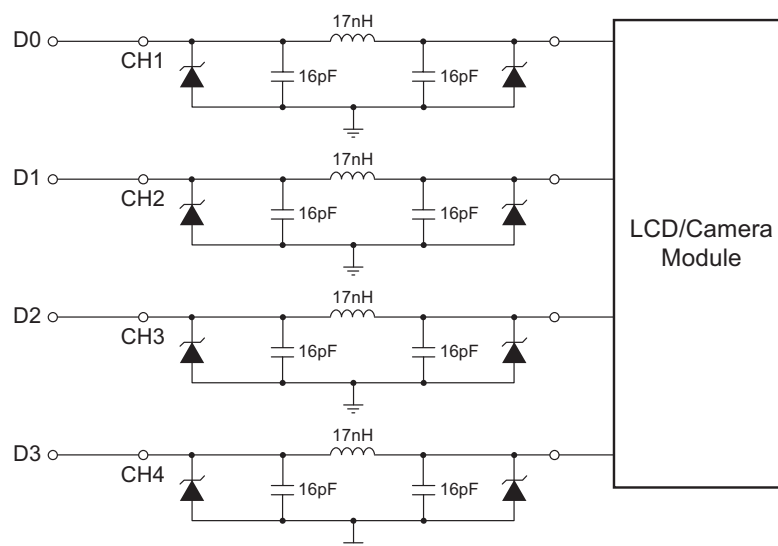 17nH
D0
CH1
16pF
16pF
17nH
D1
CH2
16pF
16pF
LCD/Camera
Module
17nH
D2
CH3
16pF
16pF
17nH
D3
CH4
16pF
16pF